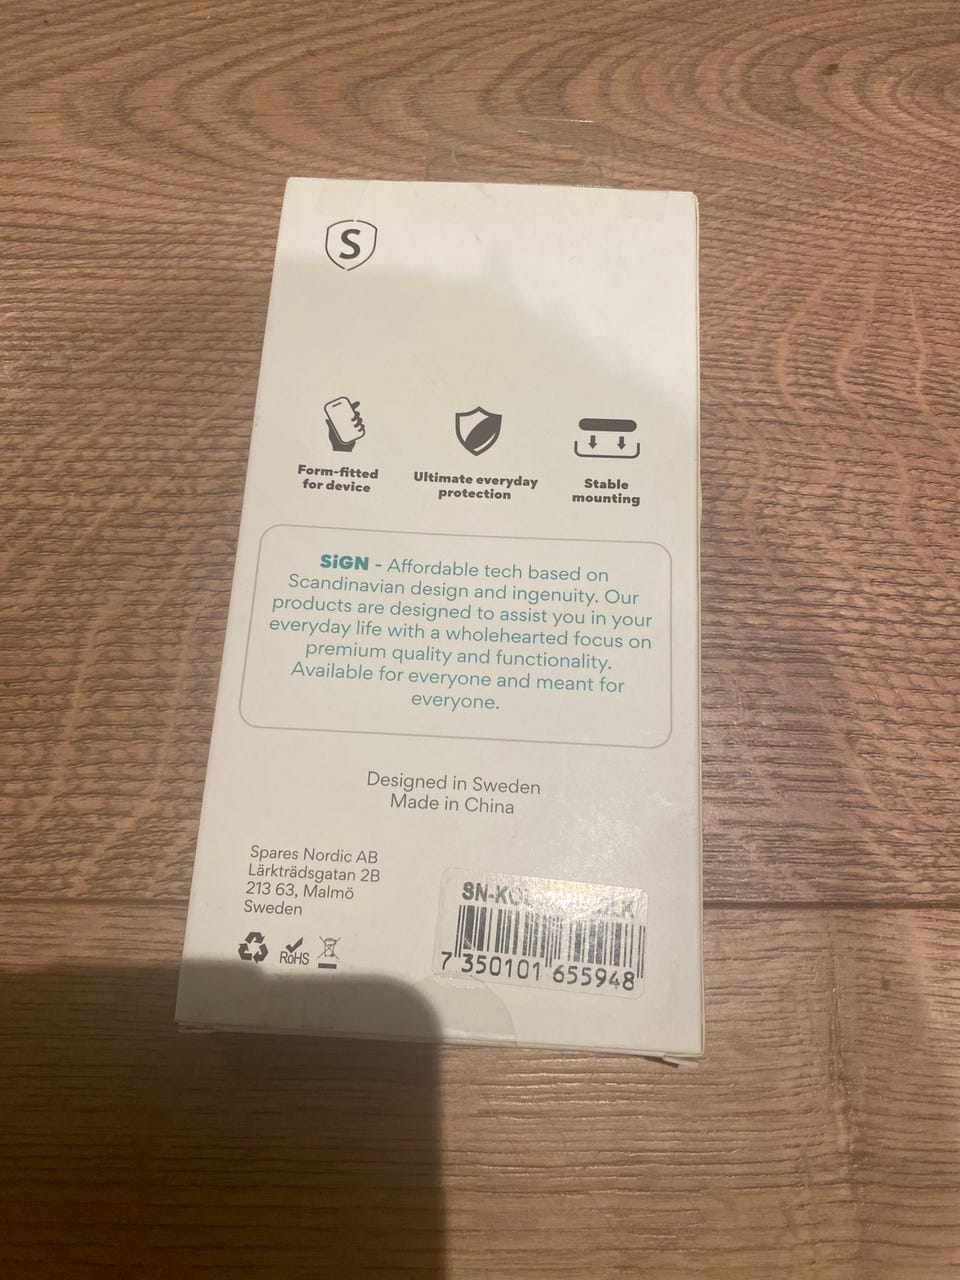 S
Form-fitted
for device
Ultimate everyday
protection
Stable
mounting
SiGN - Affordable tech based on
Scandinavian design and ingenuity. Our
products are designed to assist you in your
everyday life with a wholehearted focus on
premium quality and functionality.
Available for everyone and meant for
everyone.
Designed in Sweden
Made in China
Spares Nordic AB
Lärkträdsgatan 2B
213 63, Malmö
Sweden
RoHS
7 350101 655948